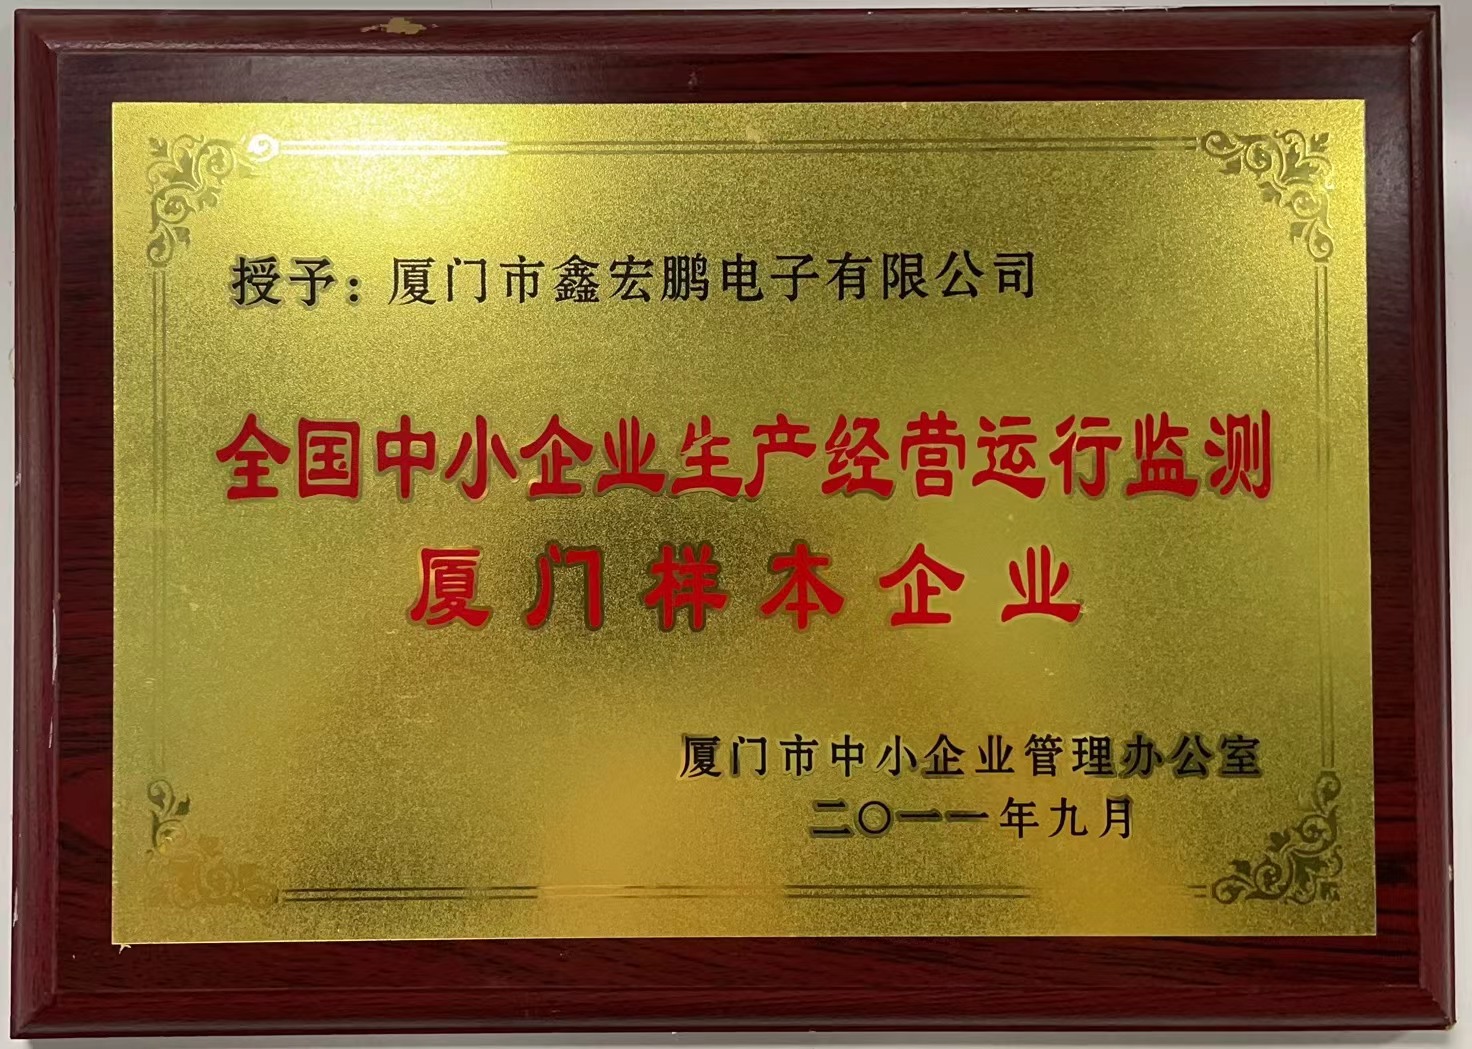 授予：厦门市鑫宏鹏电子有限公司
全国中小企业生产经营运行监测
厦门样本企业
厦门市中小企业管理办公室
二〇一一年九月